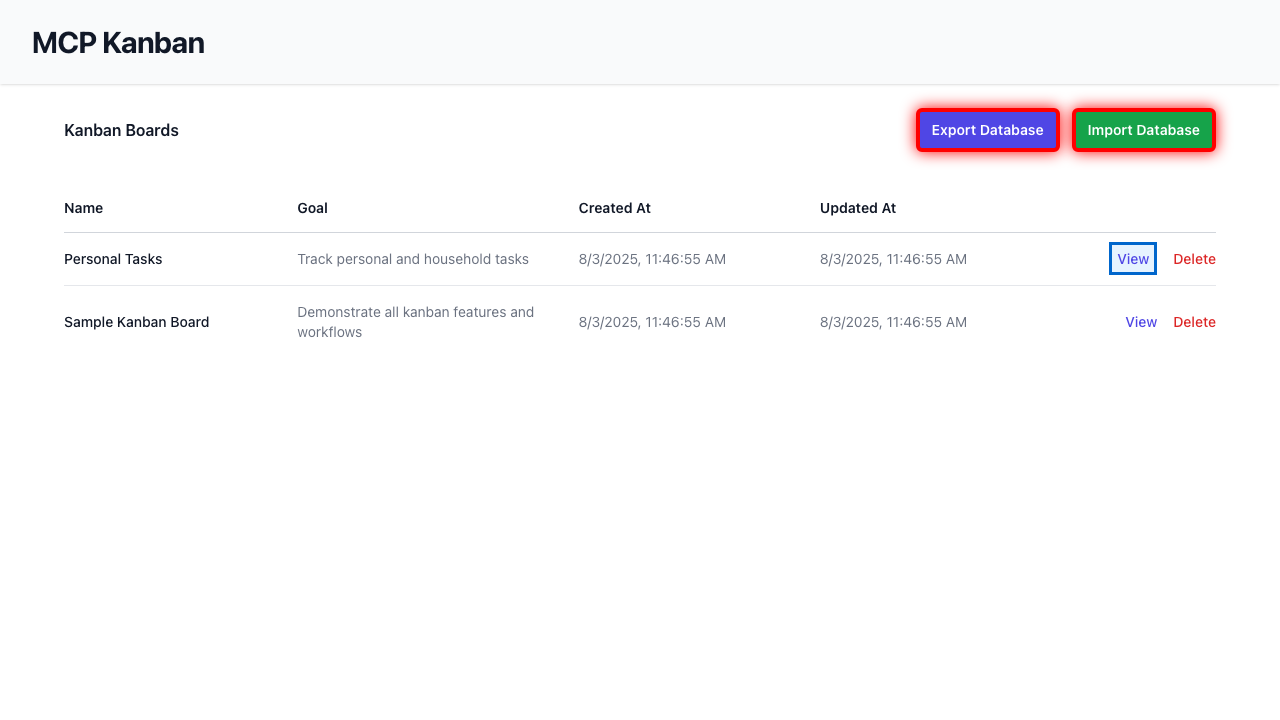 MCP Kanban
Kanban Boards
Export Database
Import Database
Name Goal Created At Updated At
Personal Tasks Track personal and household tasks 8/3/2025, 11:46:55 AM 8/3/2025, 11:46:55 AM View Delete
Sample Kanban Board Demonstrate all kanban features and
workflows 8/3/2025, 11:46:55 AM 8/3/2025, 11:46:55 AM View Delete